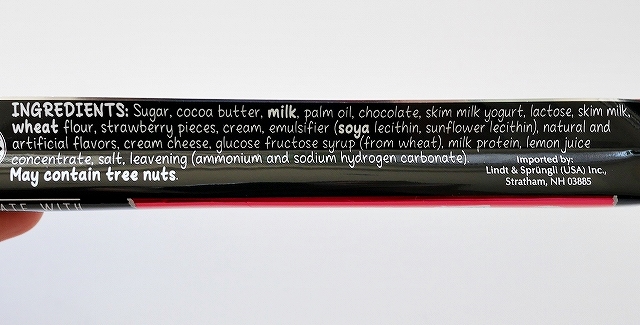 INGREDIENTS: Sugar, cocoa butter, milk, palm oil, chocolate, skim milk yogurt, lactose, skim milk,
wheat flour, strawberry pieces, cream, emulsifier (soya lecithin, sunflower lecithin), natural and
artificial flavors, cream cheese, glucose fructose syrup (from wheat), milk protein, lemon juice
concentrate, salt, leavening (ammonium and sodium hydrogen carbonate).
May contain tree nuts.
Imported by:
Lindt & Sprüngli (USA) Inc.,
Stratham, NH 03885
ATE WITH